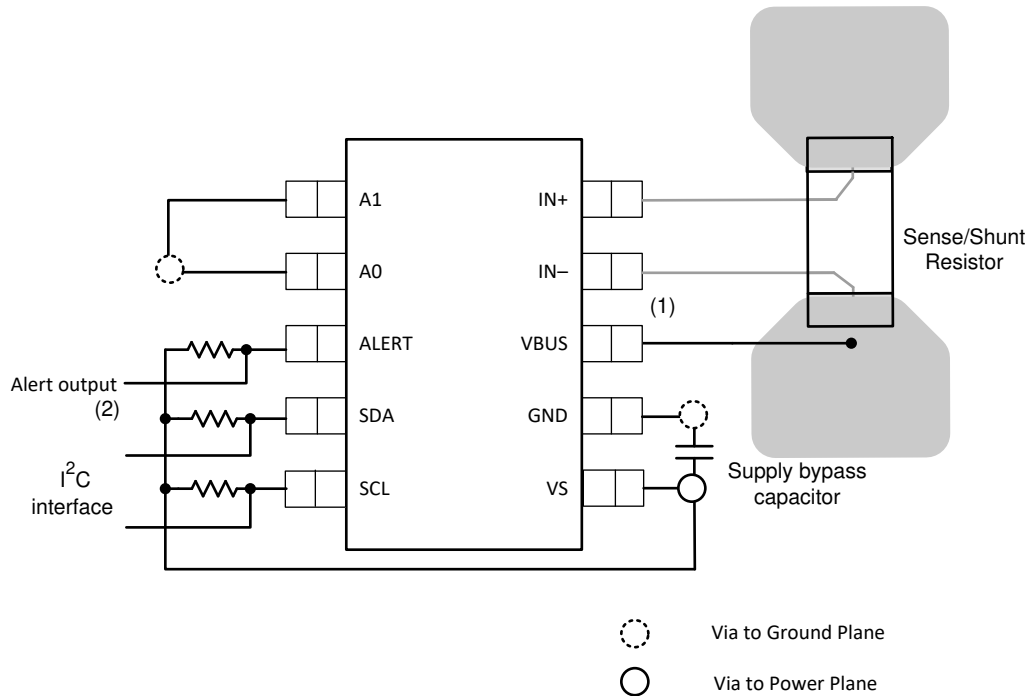 A1
IN+
A0
IN–
Sense/Shunt
Resistor
(1)
ALERT
VBUS
Alert output
(2)
SDA
GND
I²C
interface
SCL
VS
Supply bypass
capacitor
Via to Ground Plane
Via to Power Plane